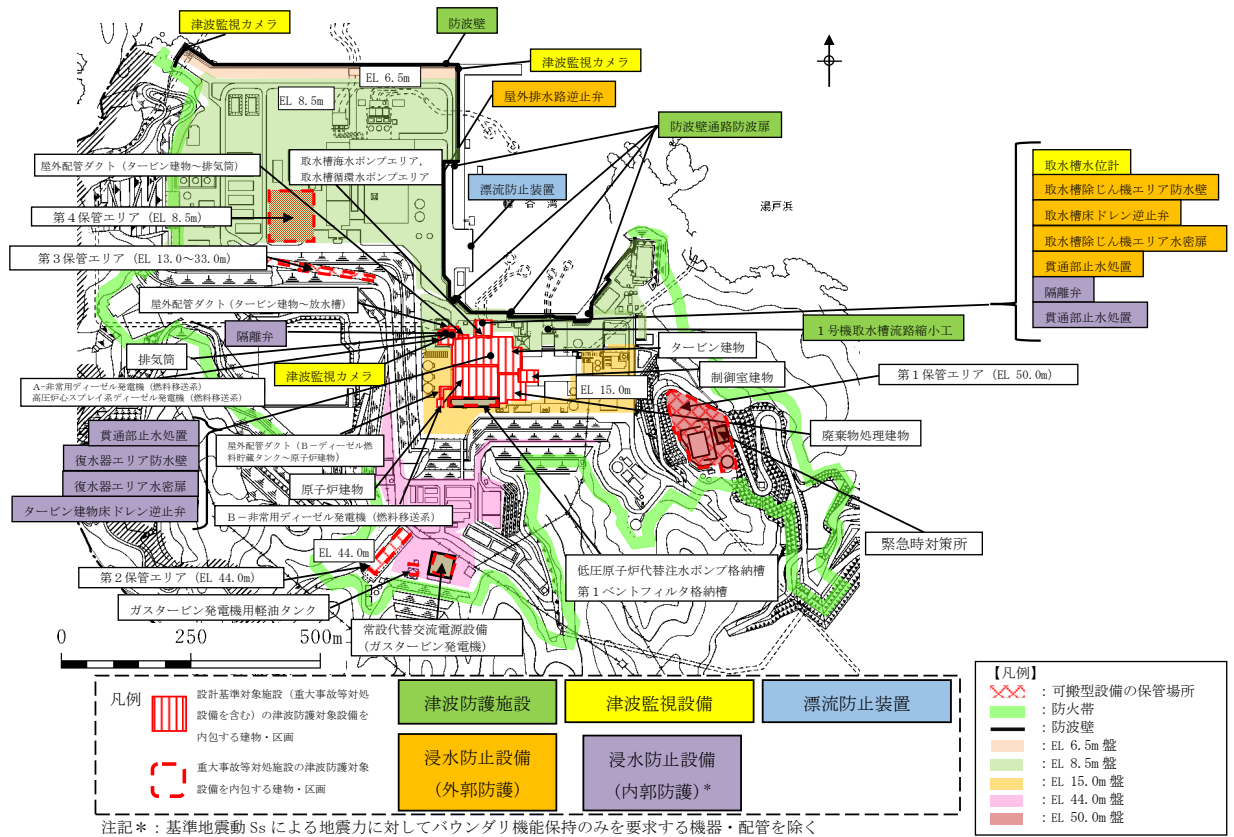 津波監視カメラ
防波壁
津波監視カメラ
EL 6.5m
EL 8.5m
屋外排水路逆止弁
防波壁通路防波扉
屋外配管ダクト（タービン建物～排気筒）
取水槽海水ポンプエリア，
取水槽循環水ポンプエリア
漂流防止装置
谷湾
湯戸浜
取水槽水位計
取水槽除じん機エリア防水壁
取水槽床ドレン逆止弁
取水槽除じん機エリア水密扉
貫通部止水処置
隔離弁
貫通部止水処置
第４保管エリア（EL 8.5m）
第３保管エリア（EL 13.0～33.0m）
屋外配管ダクト（タービン建物～放水槽）
隔離弁
排気筒
津波監視カメラ
１号機取水槽流路縮小工
タービン建物
制御室建物
EL 15.0m
第１保管エリア（EL 50.0m）
A－非常用ディーゼル発電機（燃料移送系）
高圧炉心スプレイ系ディーゼル発電機（燃料移送系）
貫通部止水処置
復水器エリア防水壁
復水器エリア水密扉
タービン建物床ドレン逆止弁
屋外配管ダクト（B－ディーゼル燃
料貯蔵タンク～原子炉建物）
原子炉建物
B－非常用ディーゼル発電機（燃料移送系）
廃棄物処理建物
緊急時対策所
EL 44.0m
第２保管エリア（EL 44.0m）
ガスタービン発電機用軽油タンク
低圧原子炉代替注水ポンプ格納槽
第１ベントフィルタ格納槽
常設代替交流電源設備
（ガスタービン発電機）
0 250 500m
凡例
設計基準対象施設（重大事故等対処
設備を含む）の津波防護対象設備を
内包する建物・区画
重大事故等対処施設の津波防護対象
設備を内包する建物・区画
津波防護施設
津波監視設備
漂流防止装置
浸水防止設備
（外郭防護）
浸水防止設備
（内郭防護）＊
【凡例】
：可搬型設備の保管場所
：防火帯
：防波壁
：EL 6.5m 盤
：EL 8.5m 盤
：EL 15.0m 盤
：EL 44.0m 盤
：EL 50.0m 盤
注記＊：基準地震動 Ss による地震力に対してバウンダリ機能保持のみを要求する機器・配管を除く